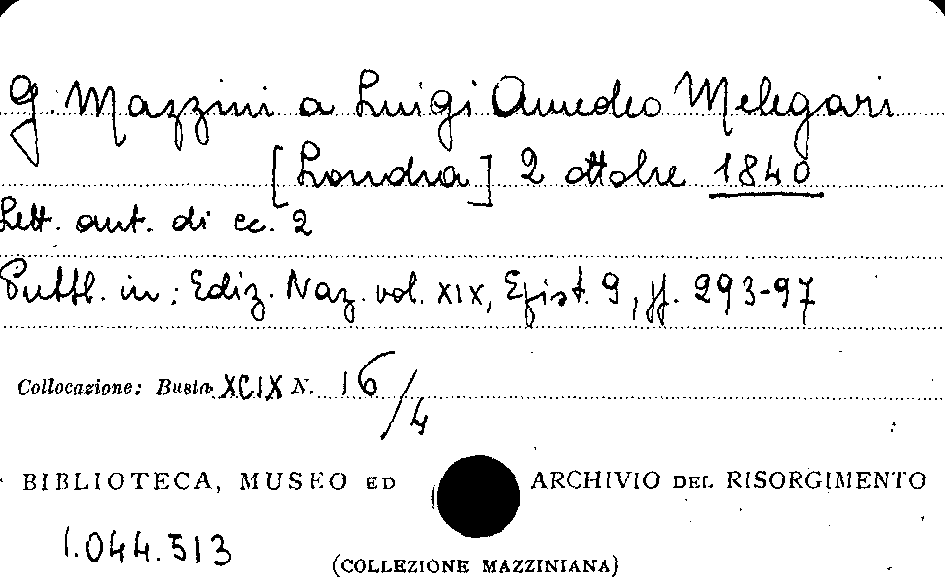 G. Mazzini a Luigi Amedeo Melegari
[Londra] 2 ottobre 1840
Lett. aut. di cc. 2
Pubbl. in: Ediz. Naz. vol. XIX, Epist. 9, pp. 293-97
Collocazione: Busta XCIX N. 16/4
BIBLIOTECA, MUSEO ED ARCHIVIO DEL RISORGIMENTO
1.044.513
(COLLEZIONE MAZZINIANA)